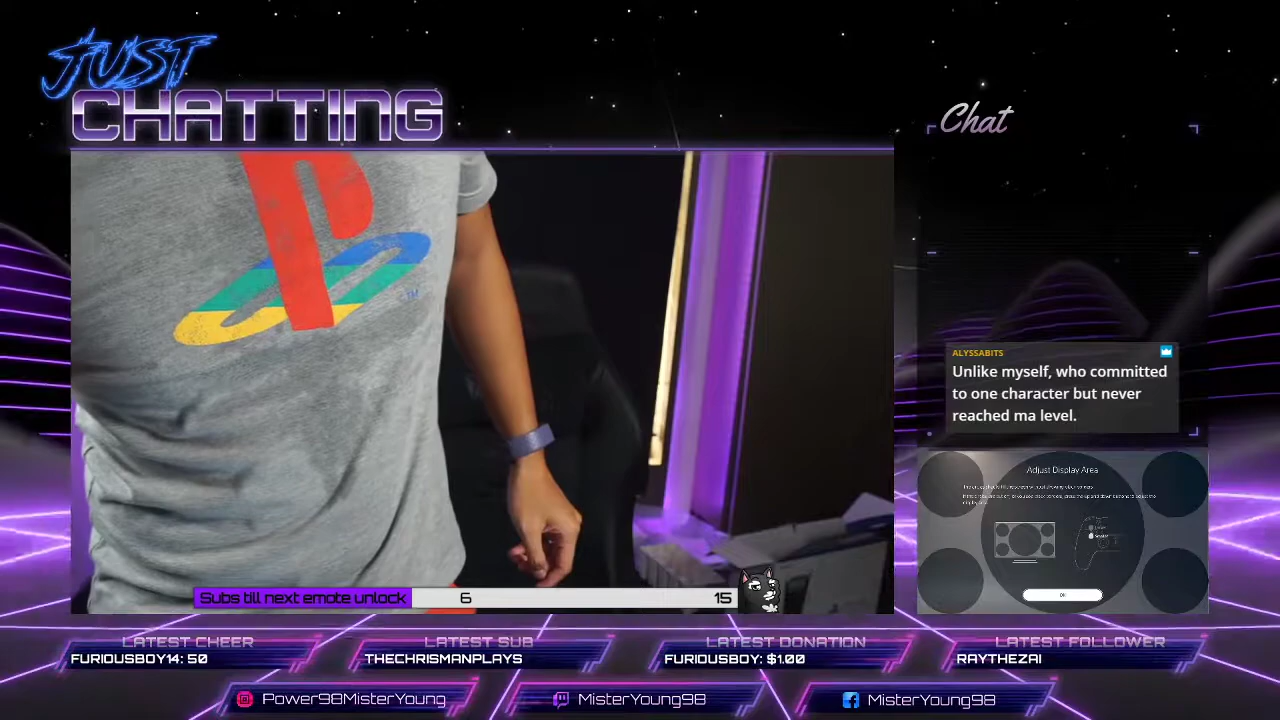 JUST
CHATTING
Chat
TM
ALYSSABITS
Unlike myself, who committed
to one character but never
reached ma level.
Adjust Display Area
OK
Subs till next emote unlock
6
15
LATEST CHEER
FURIOUSBOY14: 50
LATEST SUB
THECHRISMANPLAYS
LATEST DONATION
FURIOUSBOY: $1.00
LATEST FOLLOWER
RAYTHEZAI
Power98MisterYoung
MisterYoung98
MisterYoung98